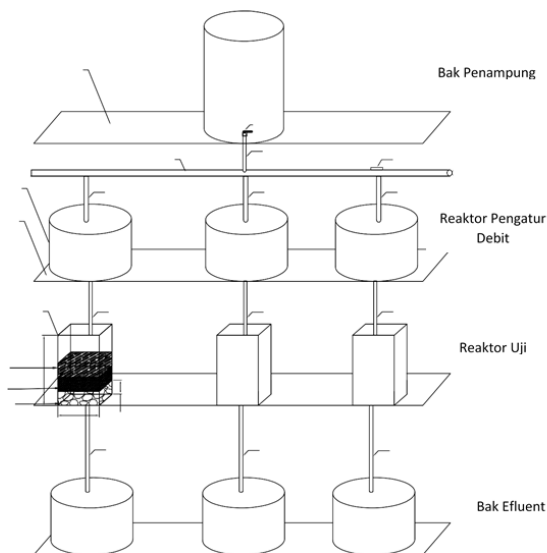 Bak Penampung
Reaktor Pengatur
Debit
Reaktor Uji
Bak Efluent